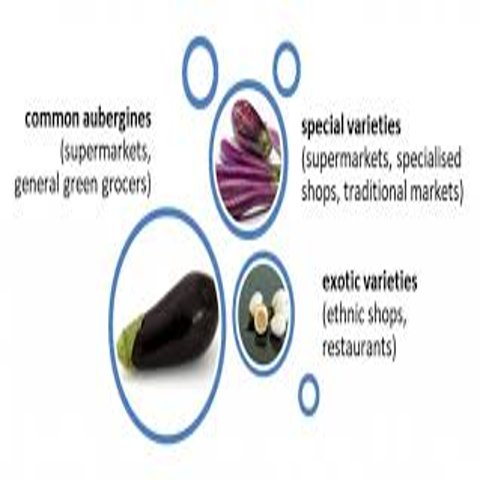 common aubergines
(supermarkets,
general green grocers)
special varieties
(supermarkets, specialised
shops, traditional markets)
exotic varieties
(ethnic shops,
restaurants)